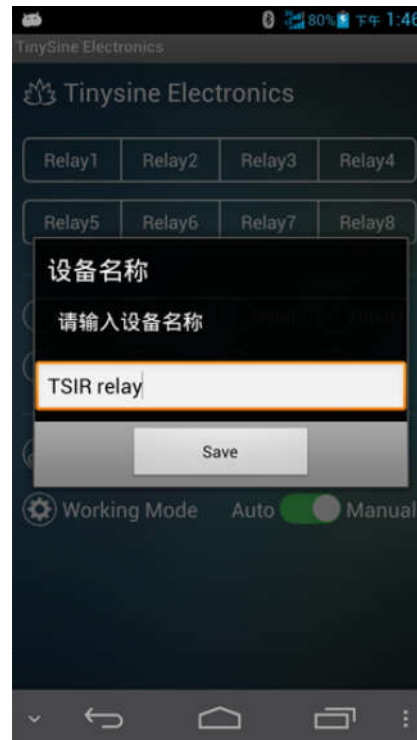 80% 下午 1:46
TinySine Electronics
Tinysine Electronics
Relay1 Relay2 Relay3 Relay4
Relay5 Relay6 Relay7 Relay8
设备名称
请输入设备名称
TSIR relay
Save
Working Mode Auto Manual